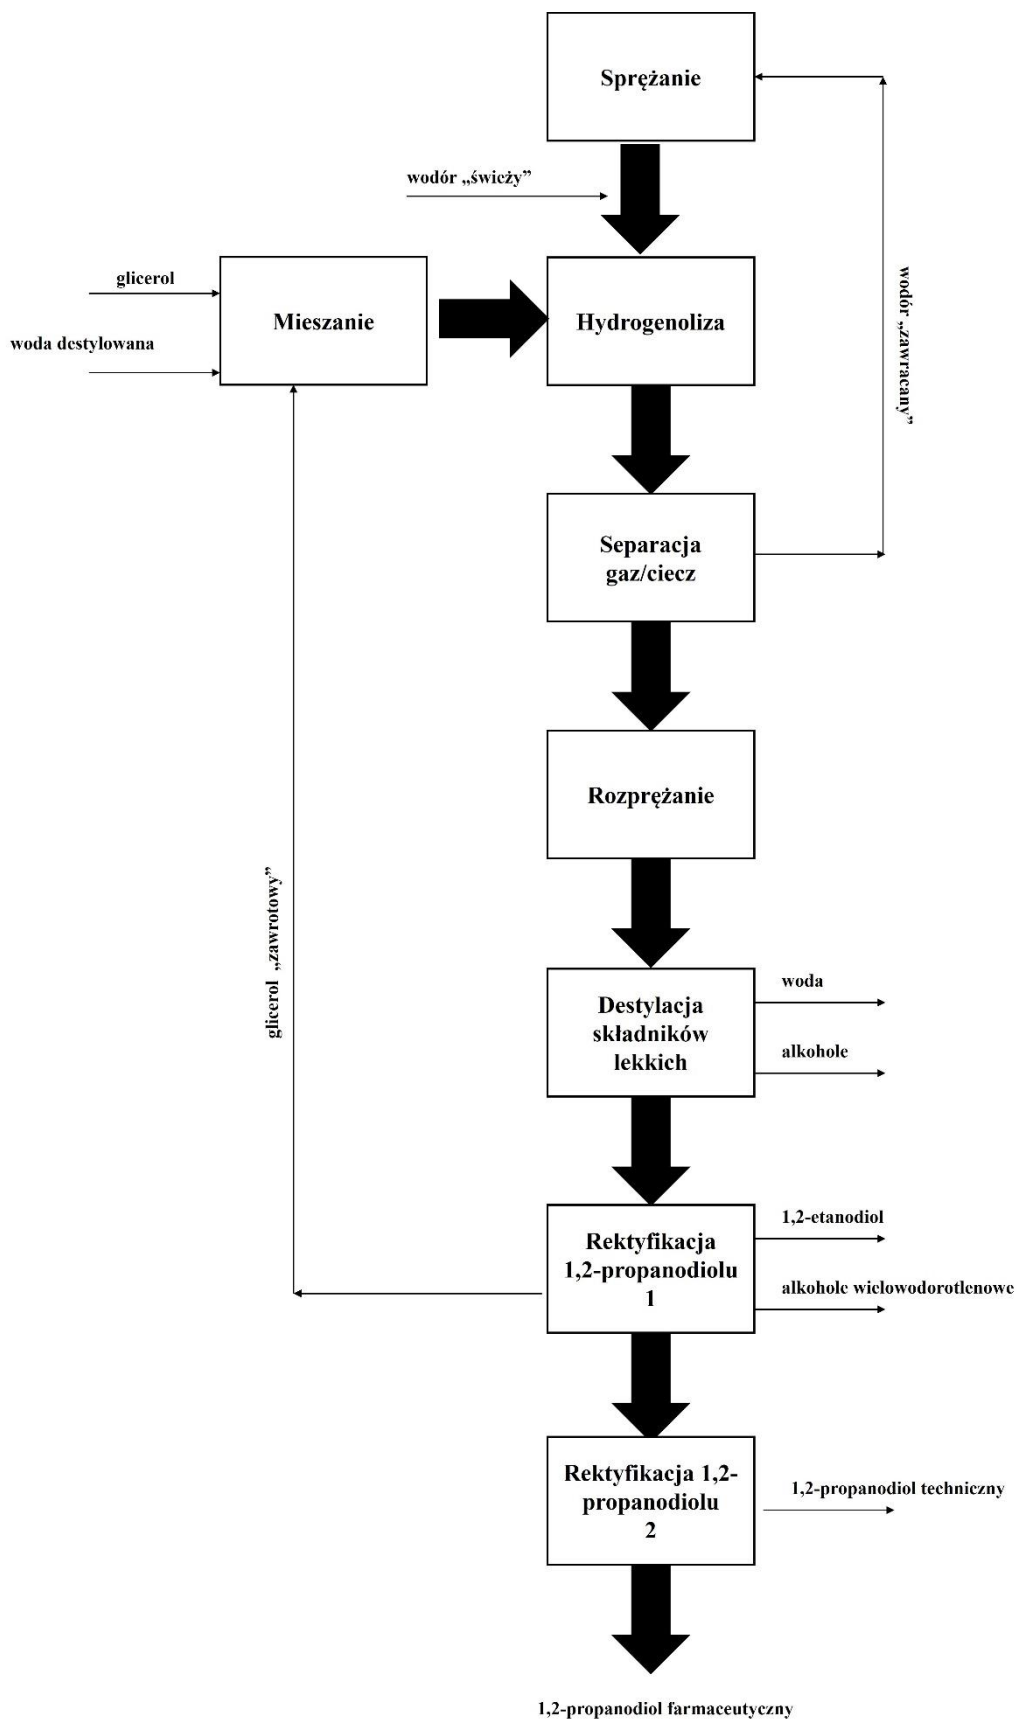 Sprężanie
wodór „świeży”
glicerol
woda destylowana
Mieszanie
Hydrogenoliza
wodór „zawracany”
Separacja
gaz/ciecz
Rozprężanie
glicerol „zawrotowy”
Destylacja
składników
lekkich
woda
alkohole
Rektyfikacja
1,2-propanodiolu
1
1,2-etanodiol
alkohole wielowodorotlenowe
Rektyfikacja 1,2-
propanodiolu
2
1,2-propanodiol techniczny
1,2-propanodiol farmaceutyczny